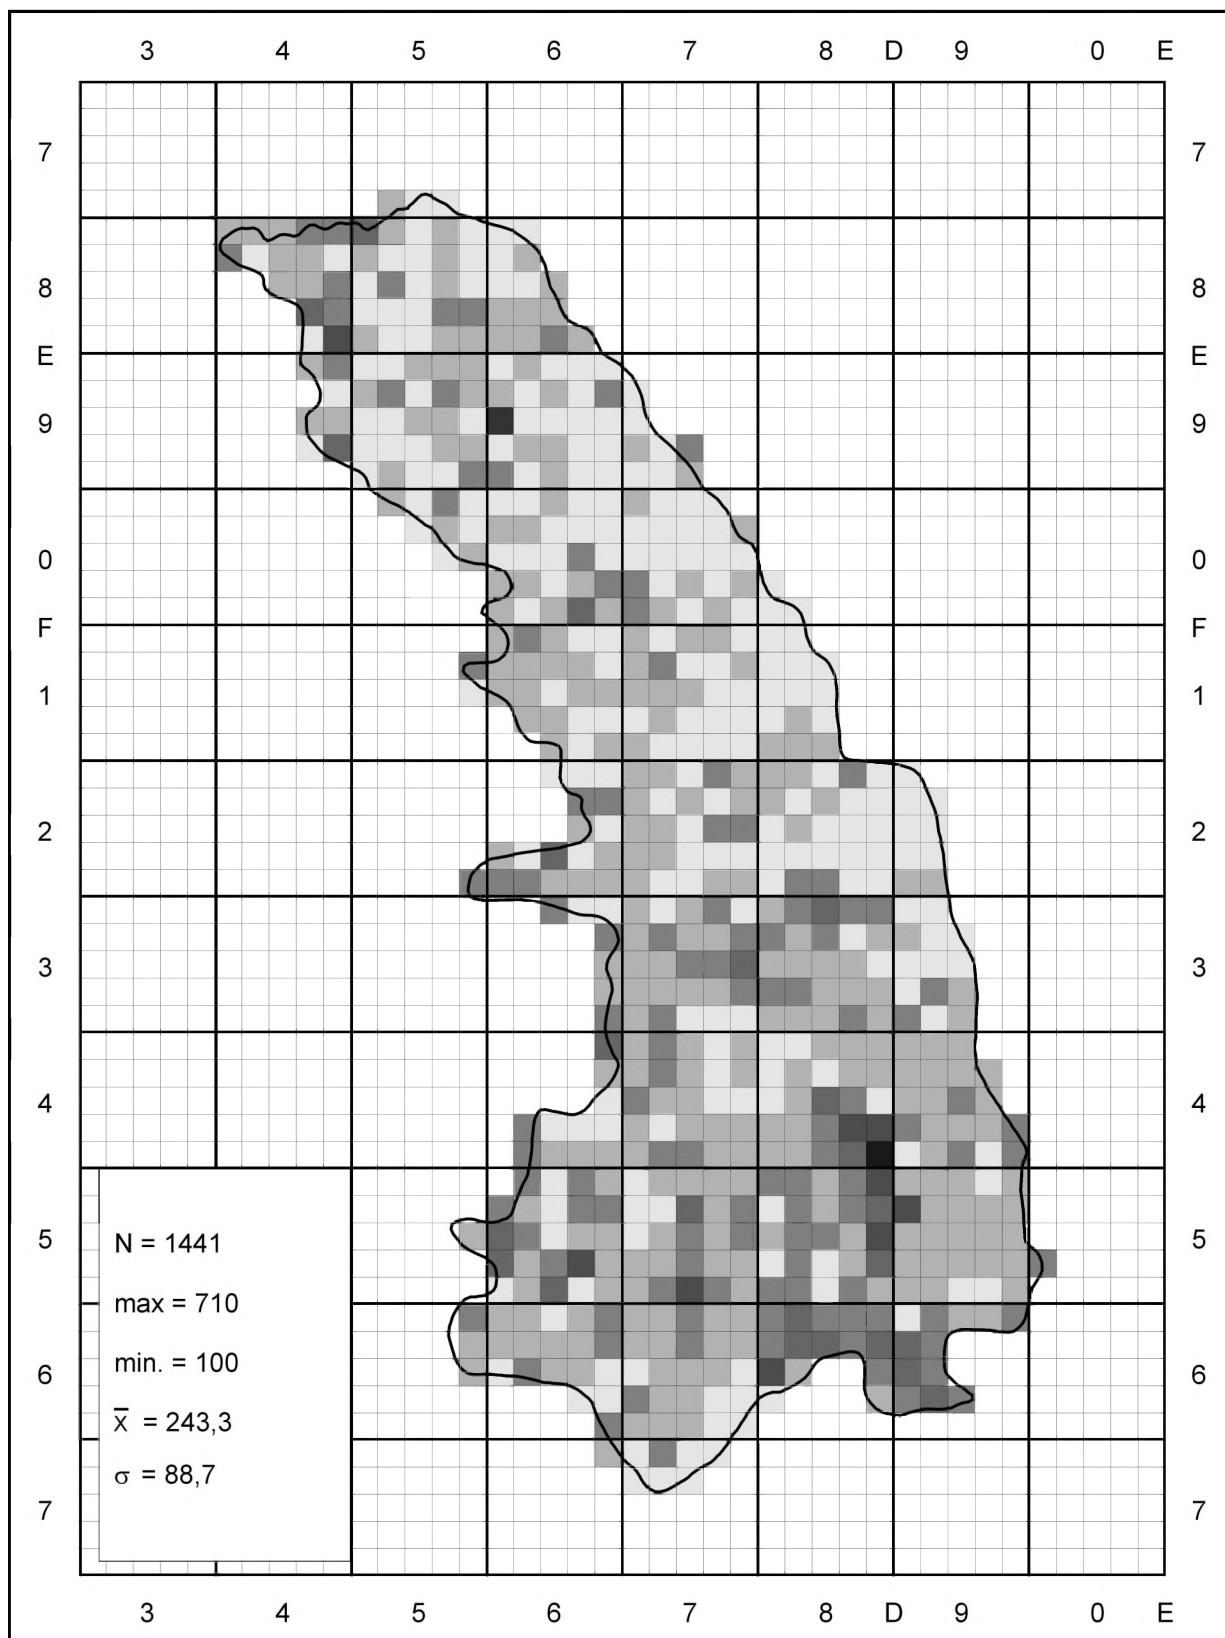 3 4 5 6 7 8 D 9 0 E
7 7
8 8
E E
9 9
0 0
F F
1 1
2 2
3 3
4 4
N = 1441
5 5
max = 710
min. = 100
6 6
x̅ = 243,3
σ = 88,7
7 7
3 4 5 6 7 8 D 9 0 E